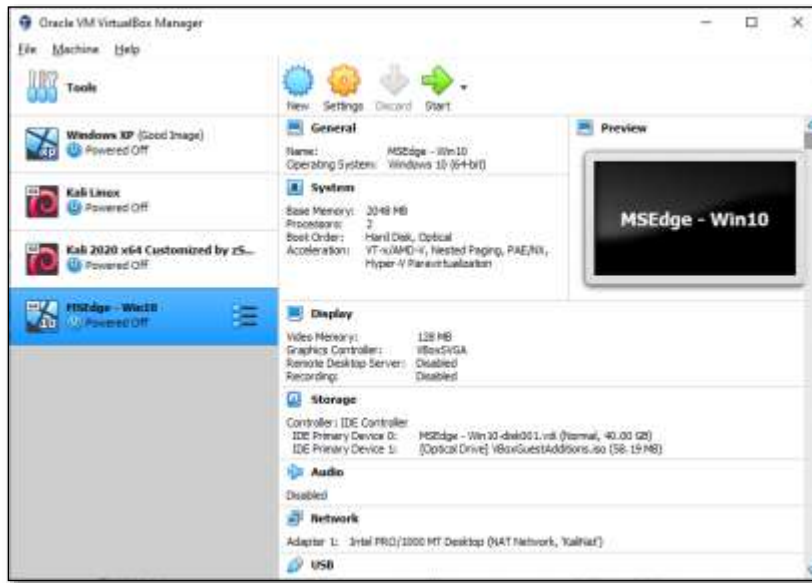 Oracle VM VirtualBox Manager
File Machine Help
Tools
New Settings Discard Start
Windows XP (Good Image)
Powered Off
Kali Linux
Powered Off
Kali 2020 x64 Customized by zS...
Powered Off
MSEdge - Win10
Powered Off
General
Name: MSEdge - Win10
Operating System: Windows 10 (64-bit)
System
Base Memory: 2048 MB
Processors: 2
Boot Order: Hard Disk, Optical
Acceleration: VT-x/AMD-V, Nested Paging, PAE/NX,
Hyper-V Paravirtualization
Preview
MSEdge - Win10
Display
Video Memory: 128 MB
Graphics Controller: VBoxSVGA
Remote Desktop Server: Disabled
Recording: Disabled
Storage
Controller: IDE Controller
IDE Primary Device 0: MSEdge - Win10-disk001.vdi (Normal, 40.00 GB)
IDE Primary Device 1: [Optical Drive] VBoxGuestAdditions.iso (58.19 MB)
Audio
Disabled
Network
Adapter 1: Intel PRO/1000 MT Desktop (NAT Network, 'KaliNat')
USB